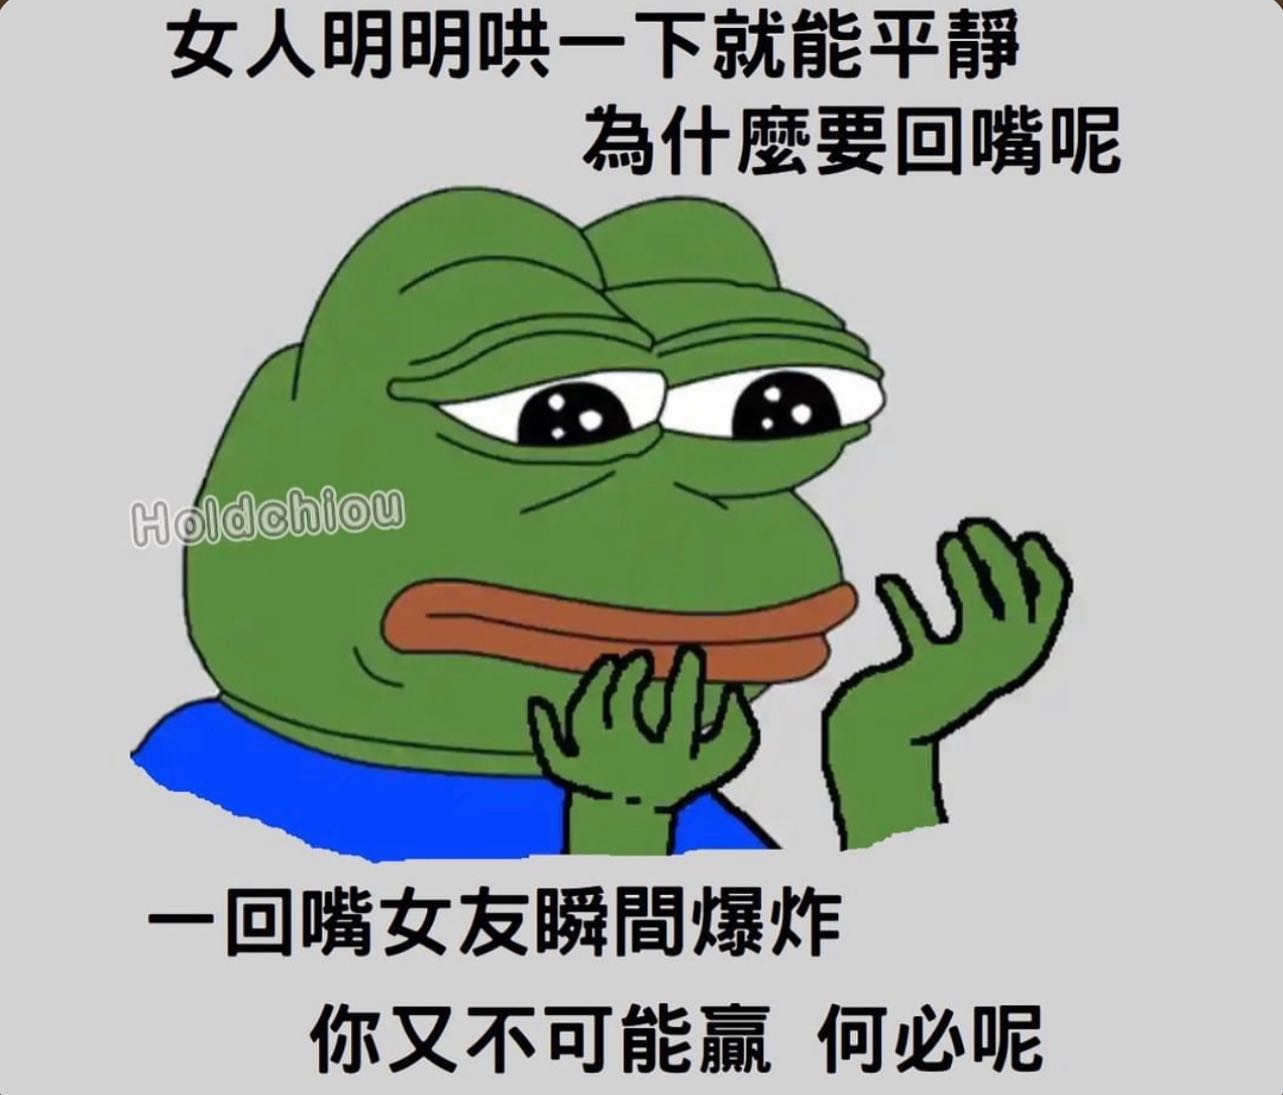 女人明明哄一下就能平靜
為什麼要回嘴呢
Holdchiou
一回嘴女友瞬間爆炸
你又不可能贏 何必呢